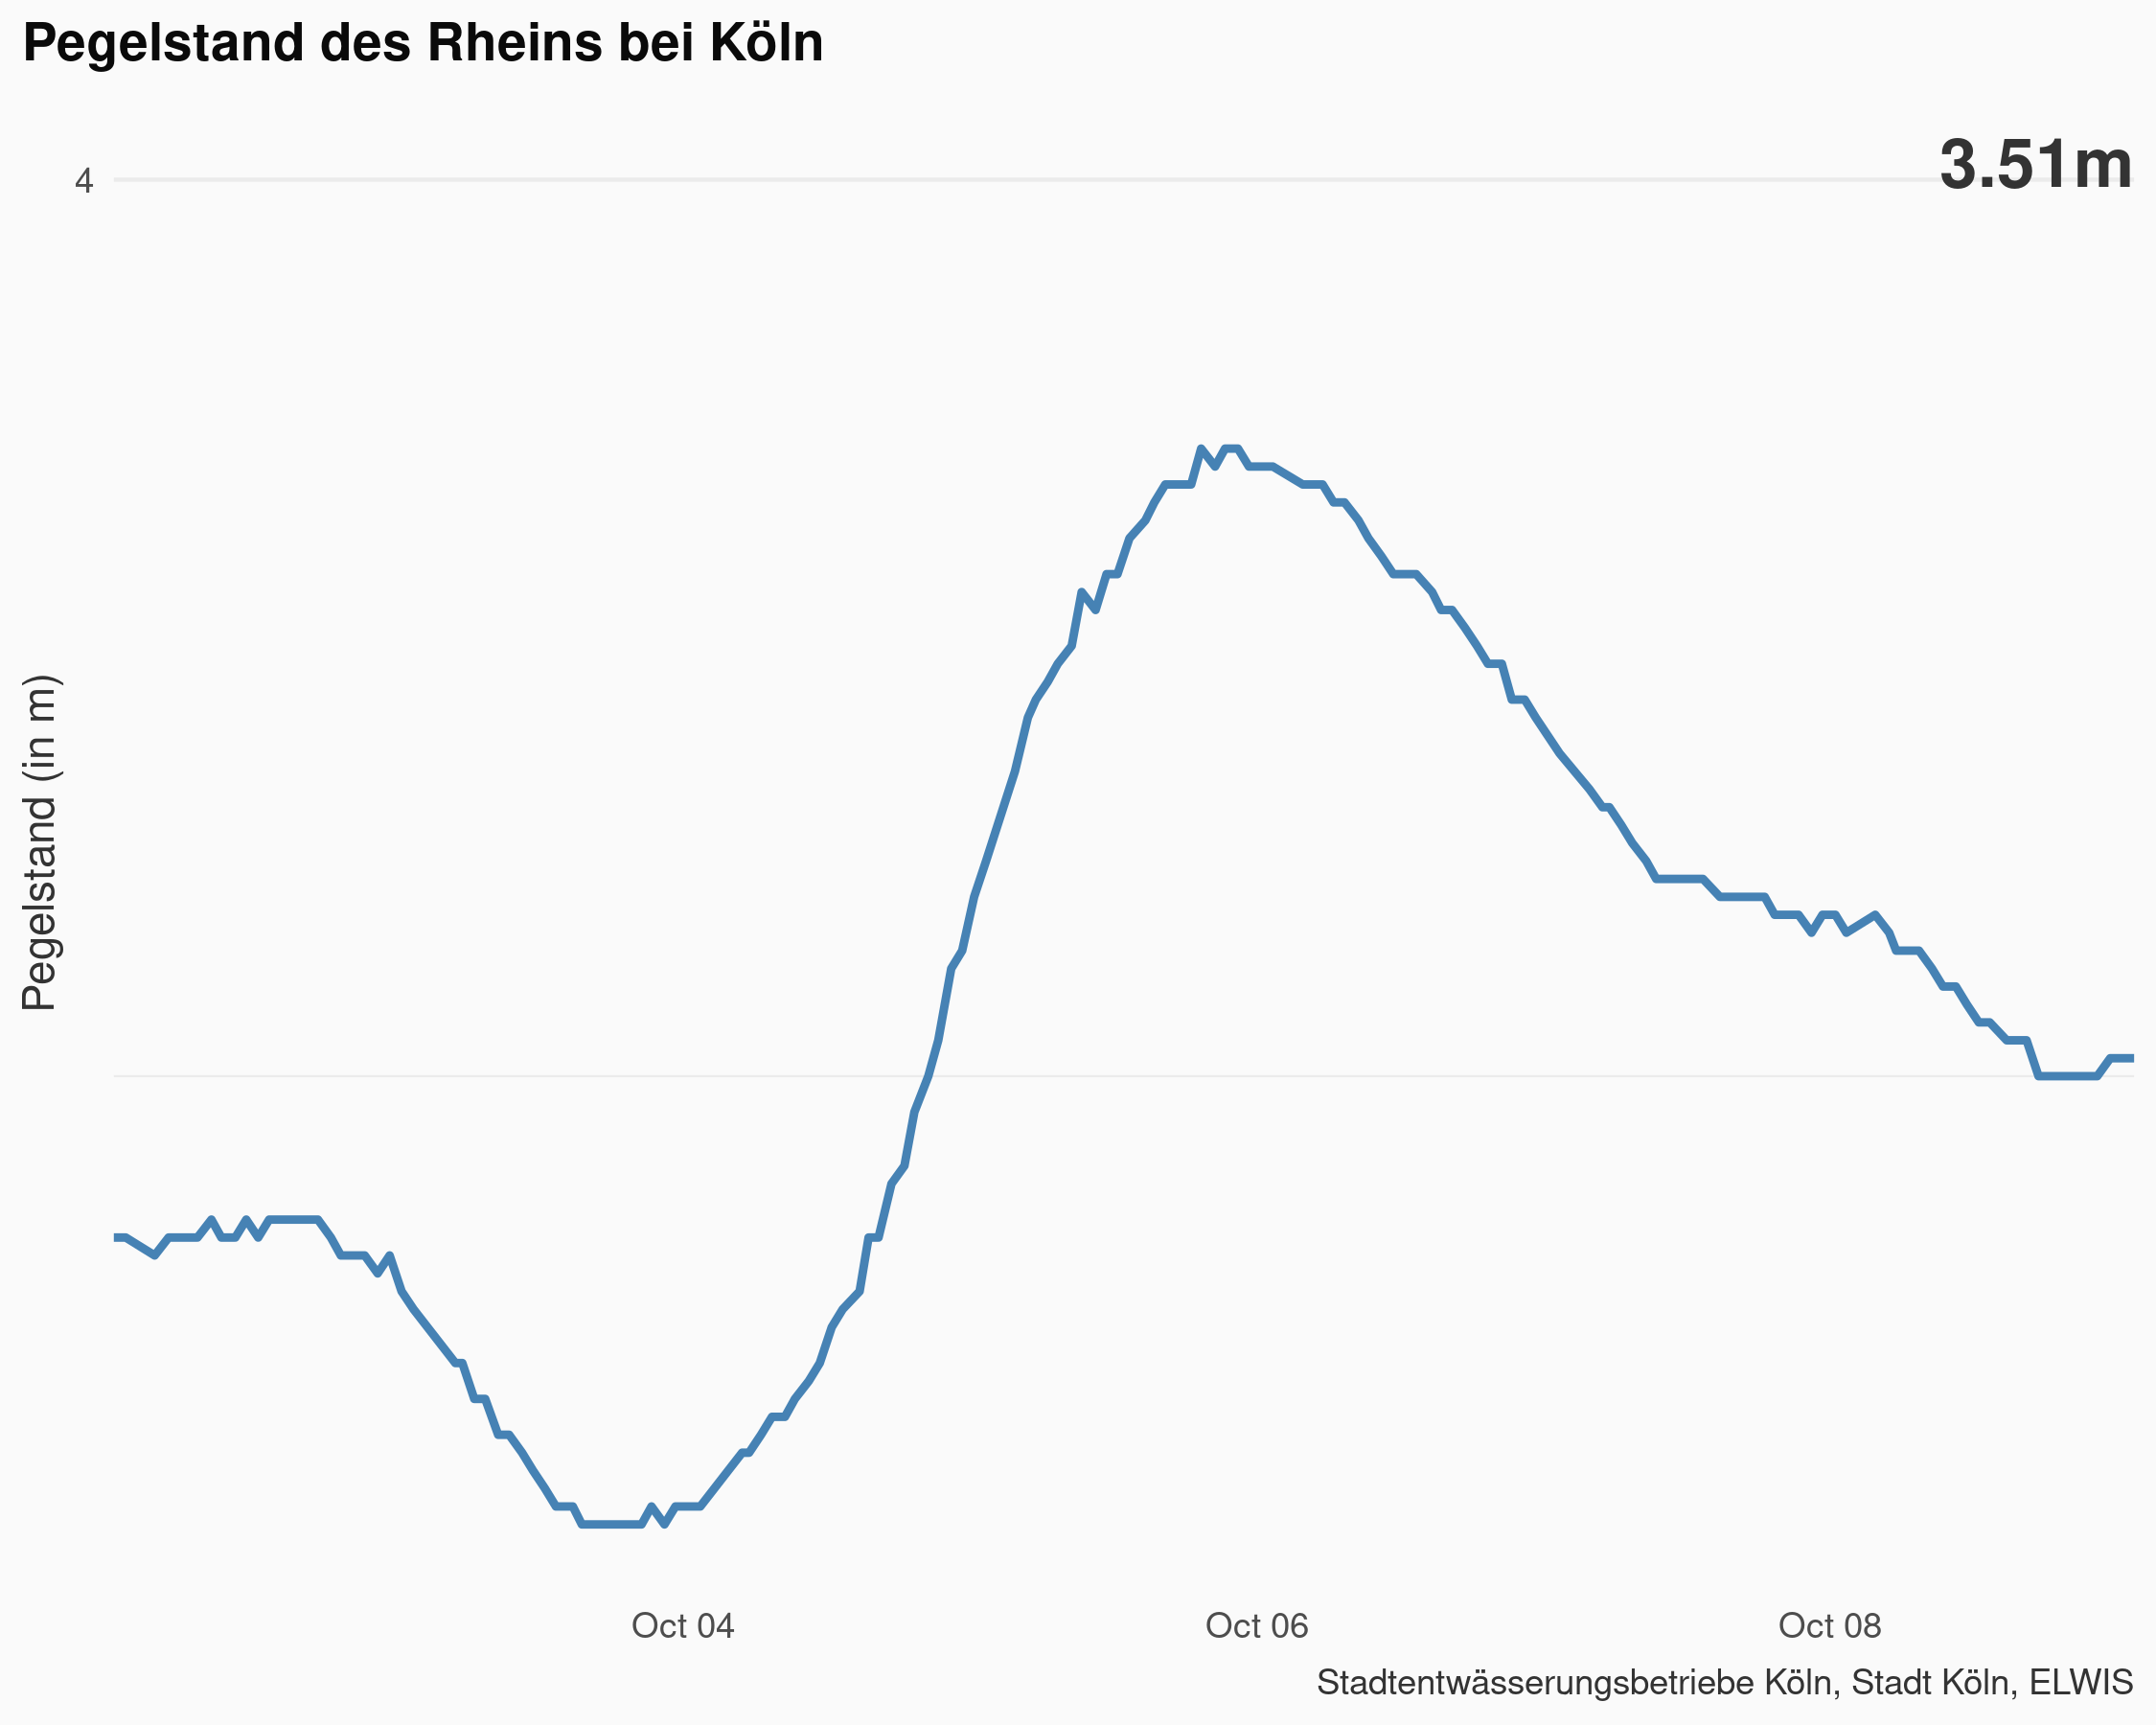 Pegelstand des Rheins bei Köln
3.51m
4
Pegelstand (in m)
Oct 04
Oct 06
Oct 08
Stadtentwässerungsbetriebe Köln, Stadt Köln, ELWIS